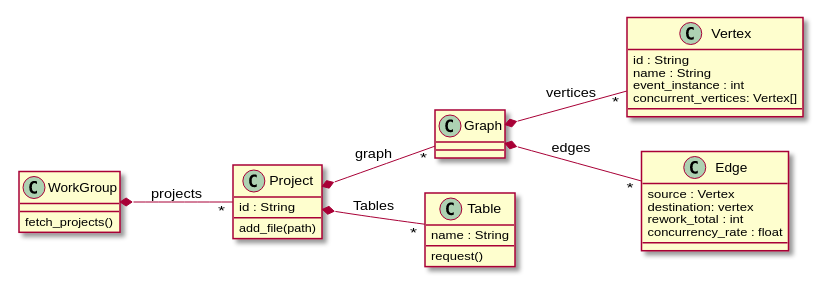 C WorkGroup
fetch_projects()
projects
*
C Project
id : String
add_file(path)
graph
*
Tables
*
C Graph
C Table
name : String
request()
vertices
*
edges
*
C Vertex
id : String
name : String
event_instance : int
concurrent_vertices: Vertex[]
C Edge
source : Vertex
destination: vertex
rework_total : int
concurrency_rate : float